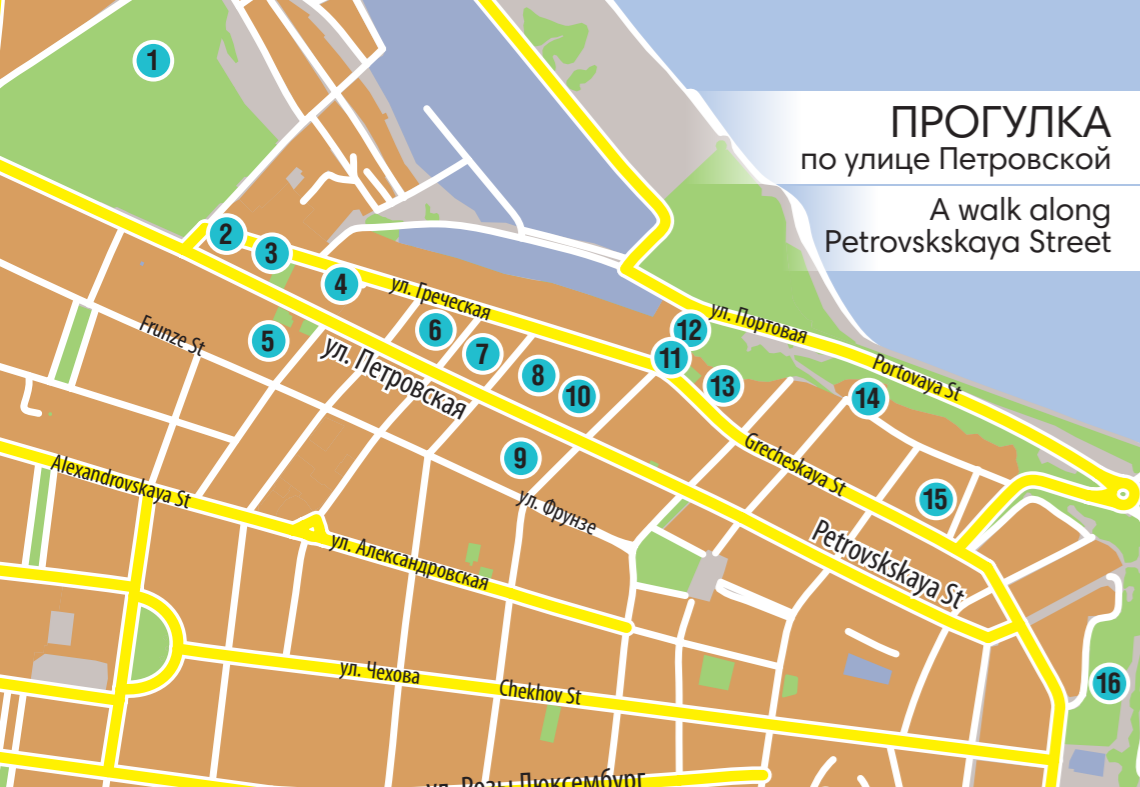 1
ПРОГУЛКА
по улице Петровской
A walk along
Petrovskskaya Street
2
3
4
ул. Греческая
5
6
7
8
10
9
12
11
13
14
15
16
ул. Портовая
Portovaya St
Frunze St
ул. Петровская
Grecheskaya St
Alexandrovskaya St
ул. Фрунзе
Petrovskskaya St
ул. Александровская
ул. Чехова
Chekhov St
ул. Розы Люксембург